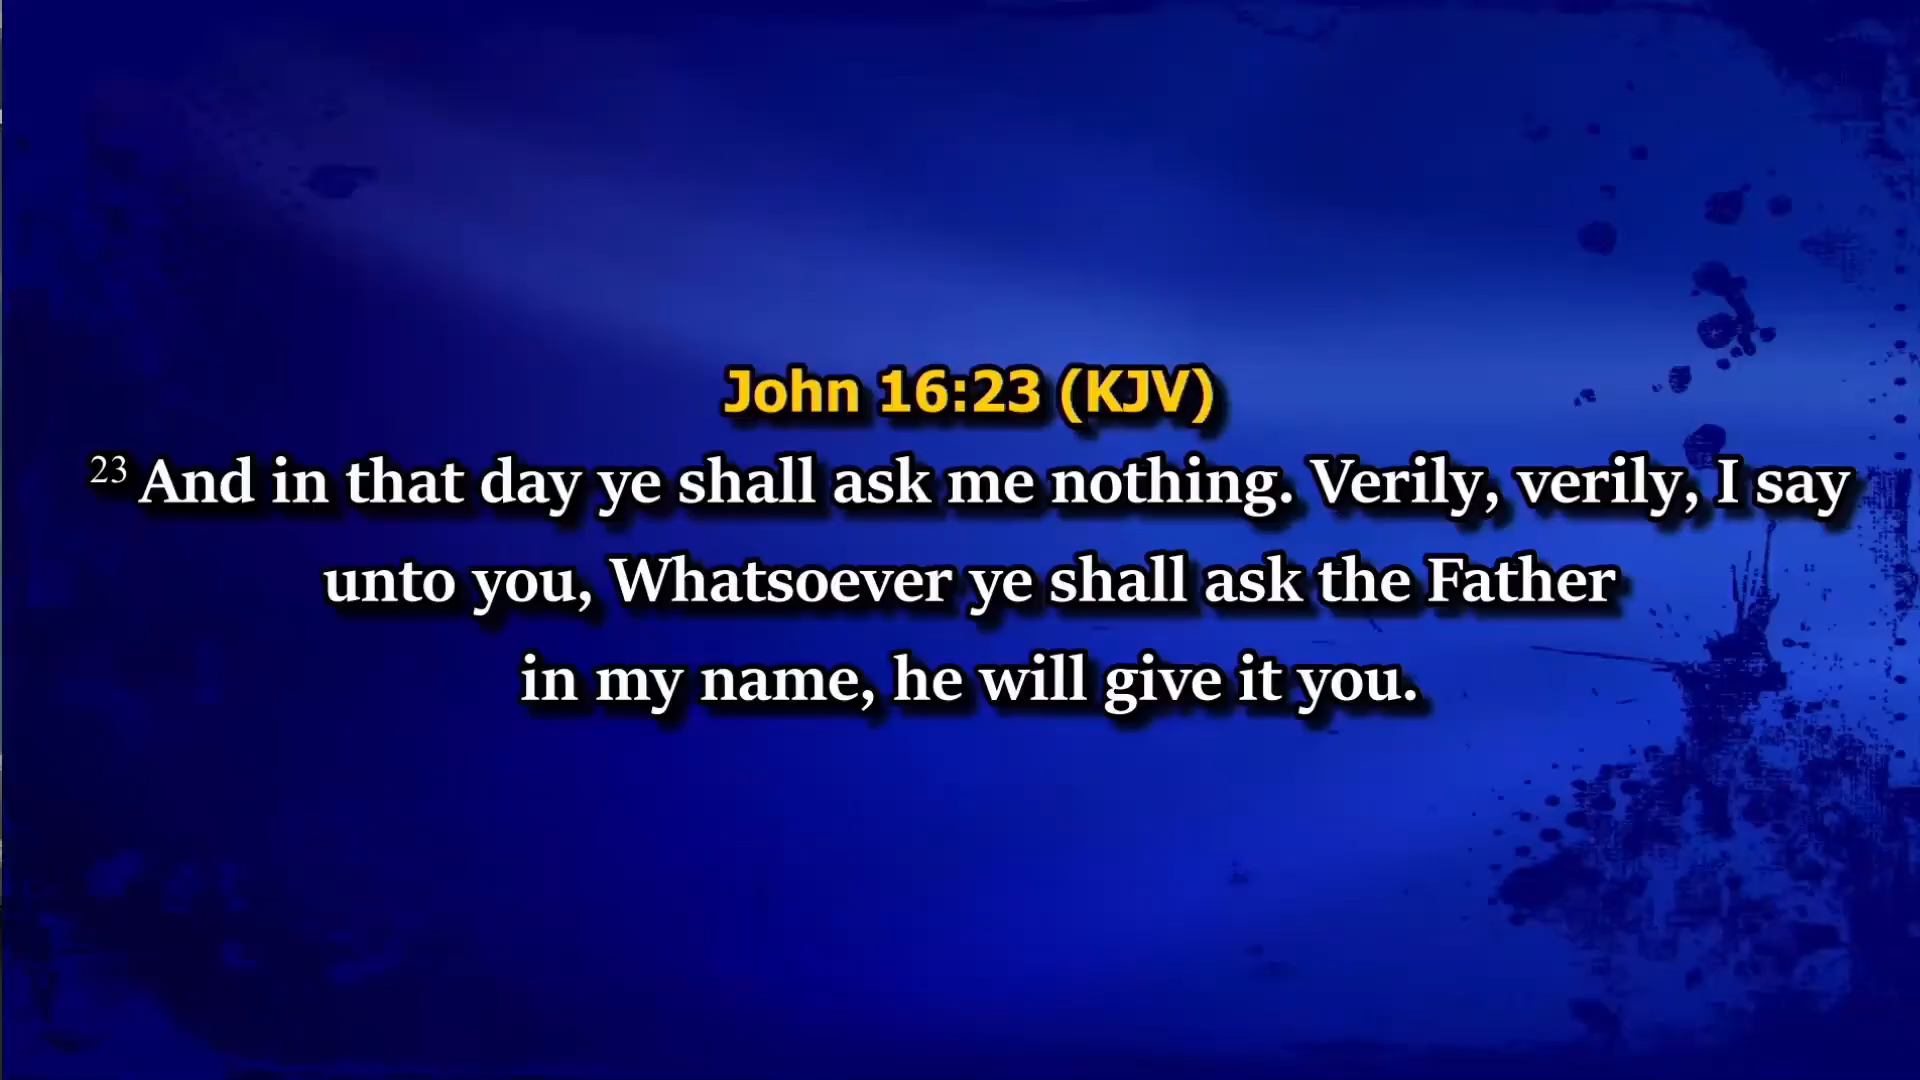 John 16:23 (KJV)
23 And in that day ye shall ask me nothing. Verily, verily, I say
unto you, Whatsoever ye shall ask the Father
in my name, he will give it you.